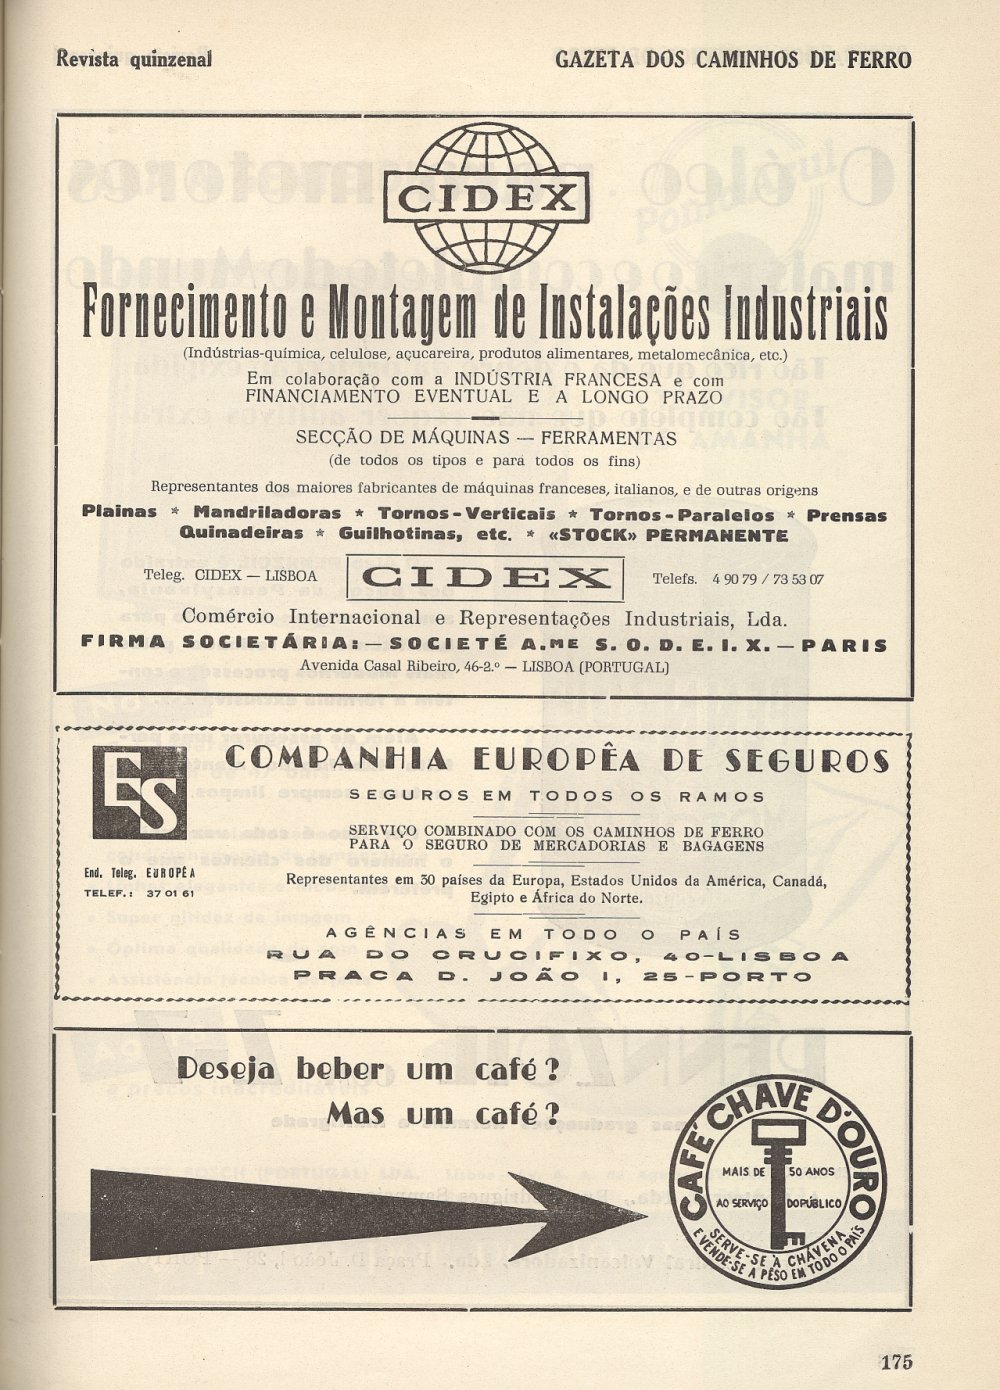 Revista quinzenal
GAZETA DOS CAMINHOS DE FERRO
CIDEX
Fornecimento e Montagem de Instalações Industriais
(Indústrias-química, celulose, açucareira, produtos alimentares, metalomecânica, etc.)
Em colaboração com a INDÚSTRIA FRANCESA e com
FINANCIAMENTO EVENTUAL E A LONGO PRAZO
SECÇÃO DE MÁQUINAS — FERRAMENTAS
(de todos os tipos e para todos os fins)
Representantes dos maiores fabricantes de máquinas franceses, italianos, e de outras origens
Plainas * Mandriladoras * Tornos-Verticais * Tornos-Paralelos * Prensas
Quinadeiras * Guilhotinas, etc. * «STOCK» PERMANENTE
Teleg. CIDEX — LISBOA
CIDEX
Telefs. 4 90 79 / 73 53 07
Comércio Internacional e Representações Industriais, Lda.
FIRMA SOCIETÁRIA: — SOCIETÉ A.ME S. O. D. E. I. X. — PARIS
Avenida Casal Ribeiro, 46-2.º — LISBOA (PORTUGAL)
ES
COMPANHIA EUROPÊA DE SEGUROS
SEGUROS EM TODOS OS RAMOS
SERVIÇO COMBINADO COM OS CAMINHOS DE FERRO
PARA O SEGURO DE MERCADORIAS E BAGAGENS
End. Teleg. EUROPÊA
TELEF.: 37 01 61
Representantes em 30 países da Europa, Estados Unidos da América, Canadá,
Egipto e África do Norte.
AGÊNCIAS EM TODO O PAÍS
RUA DO CRUCIFIXO, 40-LISBOA
PRACA D. JOÃO I, 25-PORTO
Deseja beber um café?
Mas um café?
CAFÉ CHAVE D'OURO
MAIS DE 50 ANOS
AO SERVIÇO DO PÚBLICO
SERVE-SE À CHÁVENA
E VENDE-SE A PÊSO EM TODO O PAÍS
175